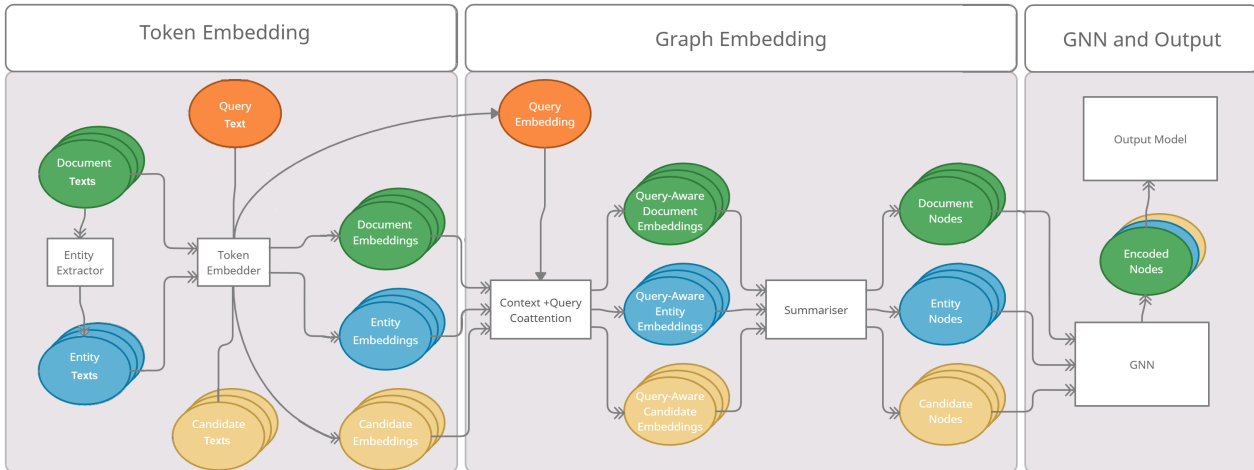 Token Embedding
Graph Embedding
GNN and Output
Query
Text
Query
Embedding
Output Model
Document
Texts
Query-Aware
Document
Embeddings
Document
Nodes
Document
Embeddings
Entity
Extractor
Token
Embedder
Encoded
Nodes
Context +Query
Coattention
Query-Aware
Entity
Embeddings
Summariser
Entity
Nodes
Entity
Embeddings
Entity
Texts
GNN
Candidate
Texts
Candidate
Embeddings
Query-Aware
Candidate
Embeddings
Candidate
Nodes